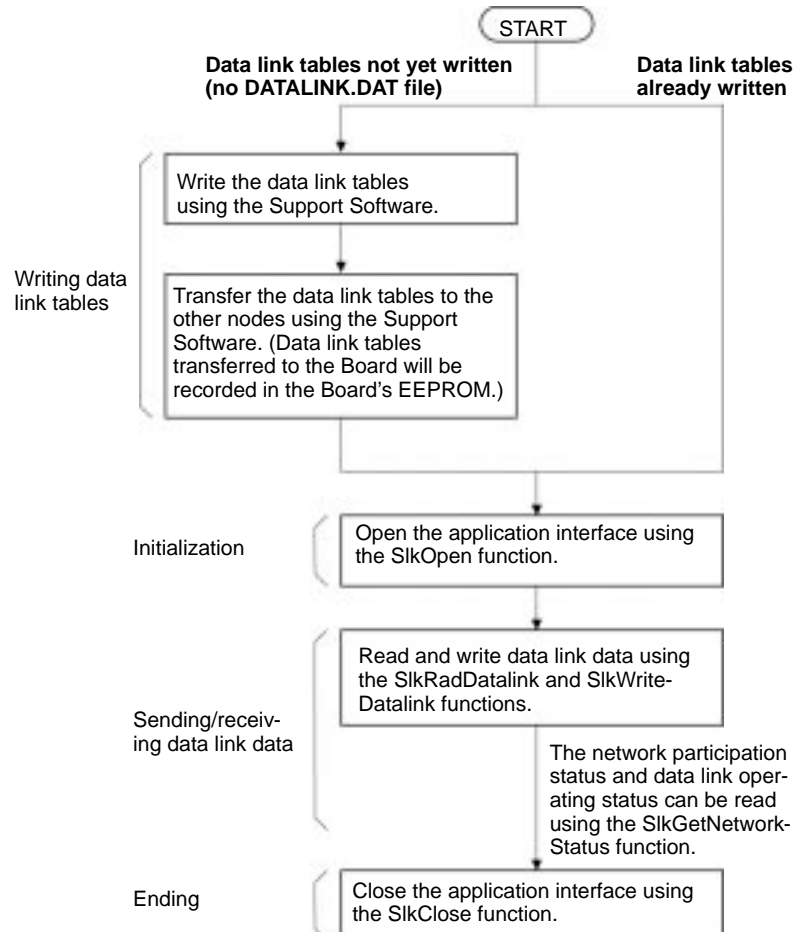 START
Data link tables not yet written
(no DATALINK.DAT file)
Data link tables
already written
Write the data link tables
using the Support Software.
Writing data
link tables
Transfer the data link tables to the
other nodes using the Support
Software. (Data link tables
transferred to the Board will be
recorded in the Board's EEPROM.)
Initialization
Open the application interface using
the SlkOpen function.
Sending/receiv-
ing data link data
Read and write data link data using
the SlkRadDatalink and SlkWrite-
Datalink functions.
The network participation
status and data link oper-
ating status can be read
using the SlkGetNetwork-
Status function.
Ending
Close the application interface using
the SlkClose function.